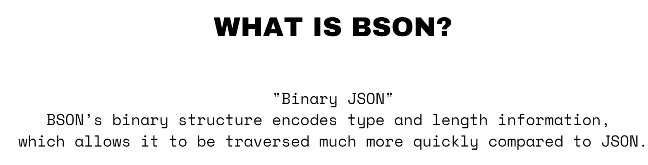 WHAT IS BSON?
"Binary JSON"
BSON's binary structure encodes type and length information,
which allows it to be traversed much more quickly compared to JSON.